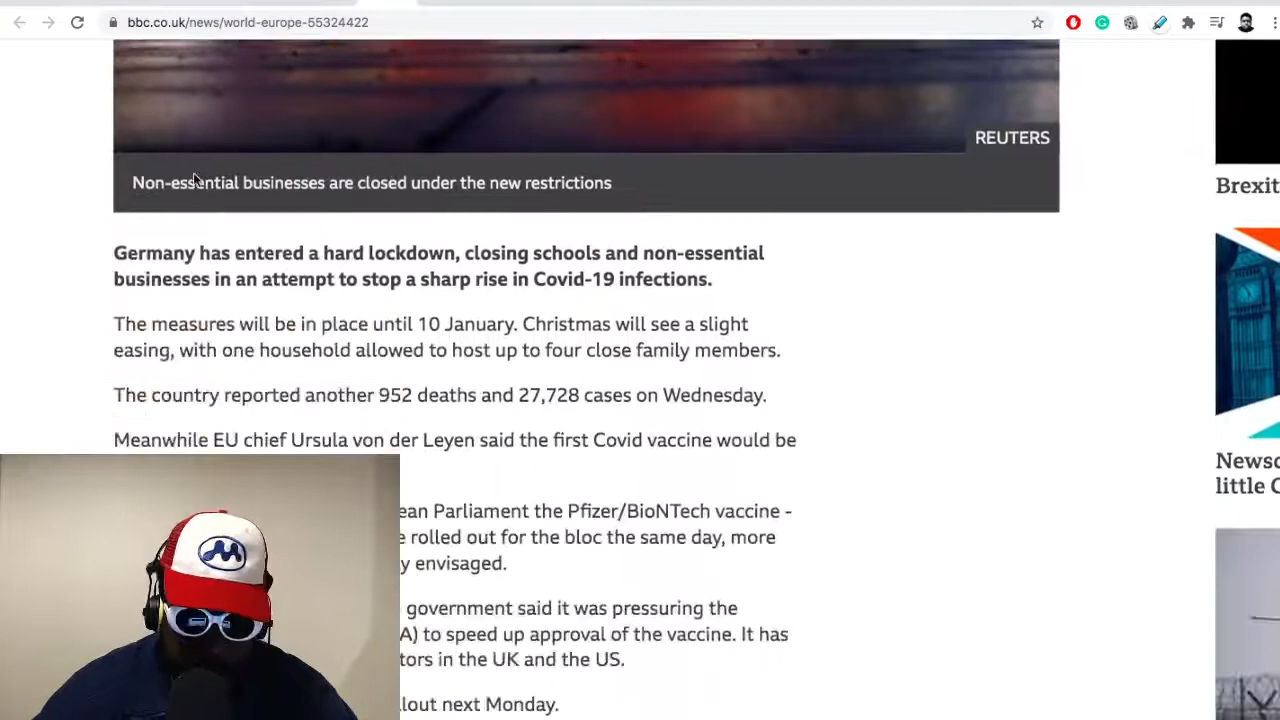 bbc.co.uk/news/world-europe-55324422
REUTERS
Non-essential businesses are closed under the new restrictions
Brexit
Germany has entered a hard lockdown, closing schools and non-essential
businesses in an attempt to stop a sharp rise in Covid-19 infections.
The measures will be in place until 10 January. Christmas will see a slight
easing, with one household allowed to host up to four close family members.
The country reported another 952 deaths and 27,728 cases on Wednesday.
Meanwhile EU chief Ursula von der Leyen said the first Covid vaccine would be
Newsc
little C
ean Parliament the Pfizer/BioNTech vaccine -
e rolled out for the bloc the same day, more
y envisaged.
government said it was pressuring the
A) to speed up approval of the vaccine. It has
tors in the UK and the US.
llout next Monday.